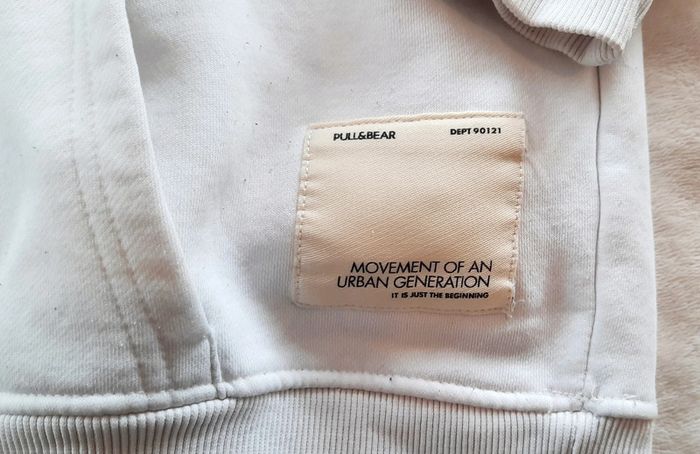 PULL&BEAR DEPT 90121
MOVEMENT OF AN
URBAN GENERATION
IT IS JUST THE BEGINNING